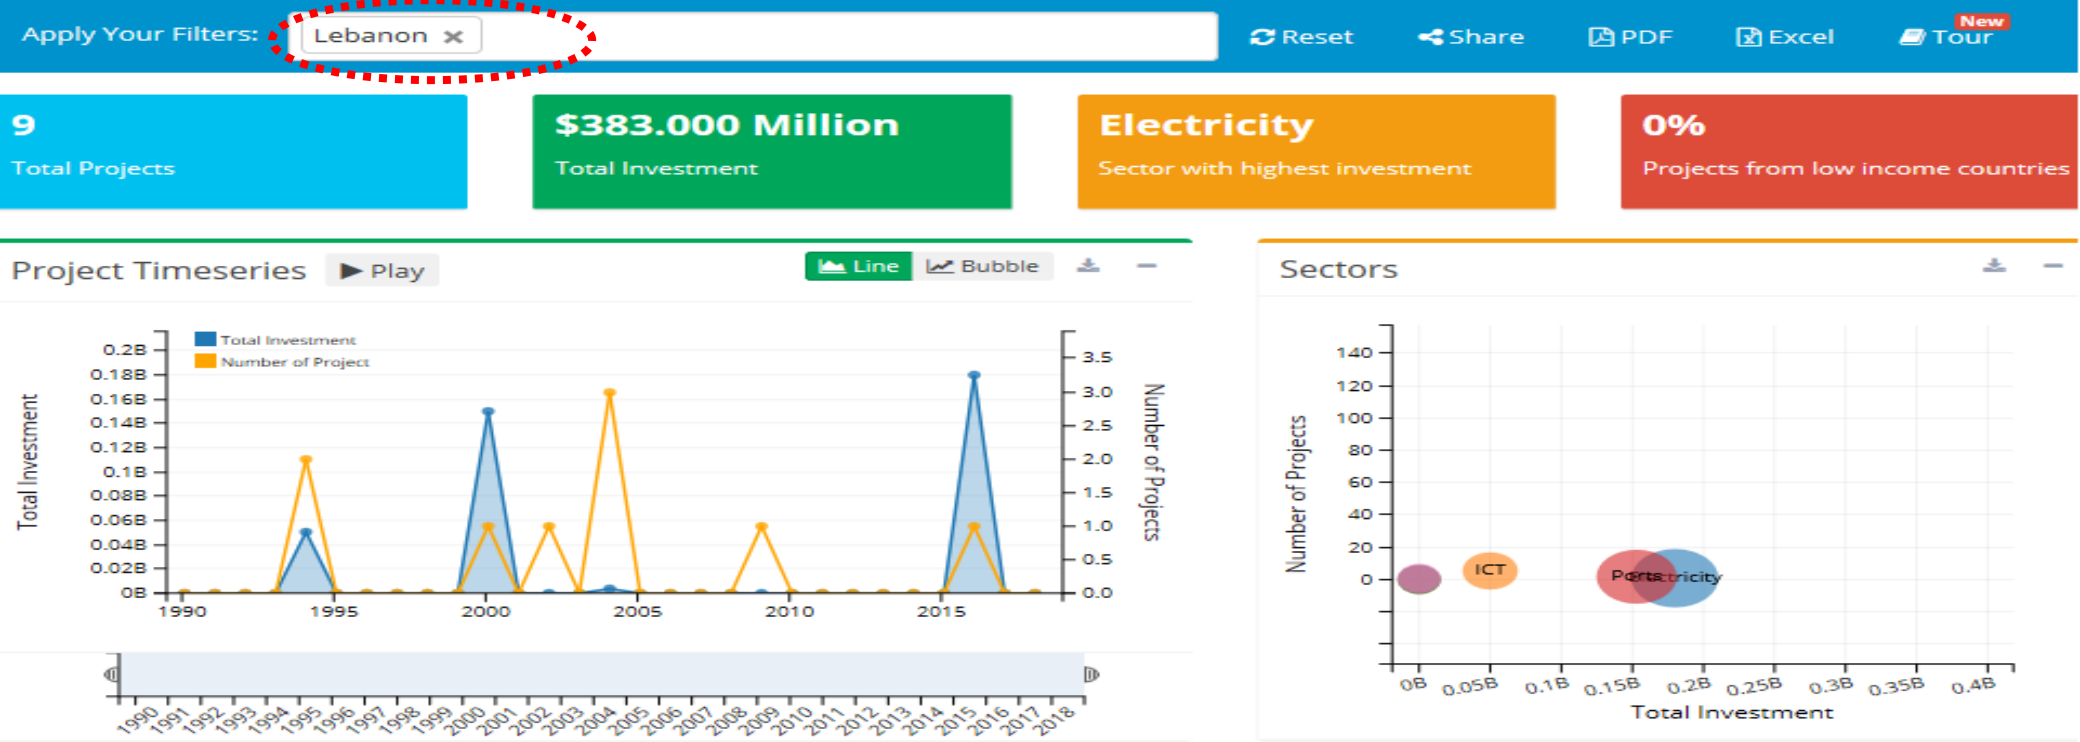 Apply Your Filters: Lebanon ×
Reset Share PDF Excel Tour New
9
Total Projects
$383.000 Million
Total Investment
Electricity
Sector with highest investment
0%
Projects from low income countries
Project Timeseries Play Line Bubble
Total Investment
Number of Project
0.2B
0.18B
0.16B
0.14B
0.12B
0.1B
0.08B
0.06B
0.04B
0.02B
0B
Total Investment
3.5
3.0
2.5
2.0
1.5
1.0
0.5
0.0
Number of Projects
1990 1995 2000 2005 2010 2015
1990 1991 1992 1993 1994 1995 1996 1997 1998 1999 2000 2001 2002 2003 2004 2005 2006 2007 2008 2009 2010 2011 2012 2013 2014 2015 2016 2017 2018
Sectors
140
120
100
80
60
40
20
0
Number of Projects
ICT
Ports
Electricity
0B 0.05B 0.1B 0.15B 0.2B 0.25B 0.3B 0.35B 0.4B
Total Investment